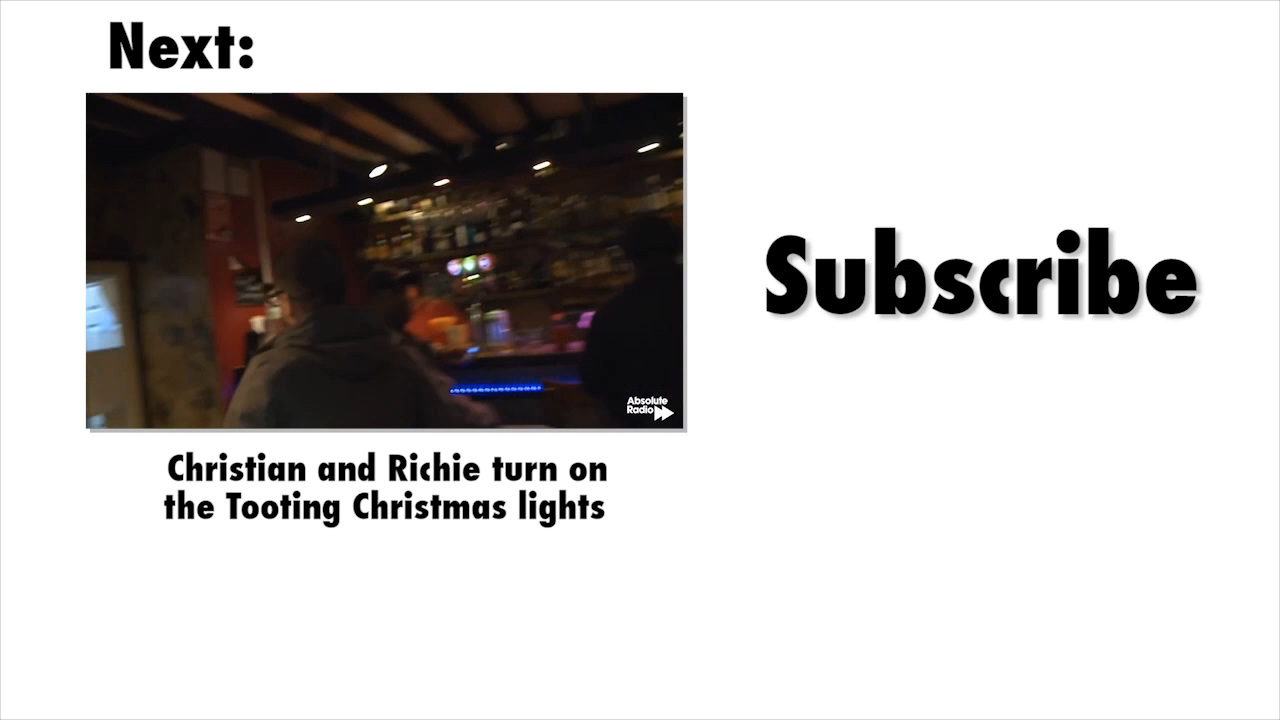 Next:
Absolute
Radio
Christian and Richie turn on
the Tooting Christmas lights
Subscribe